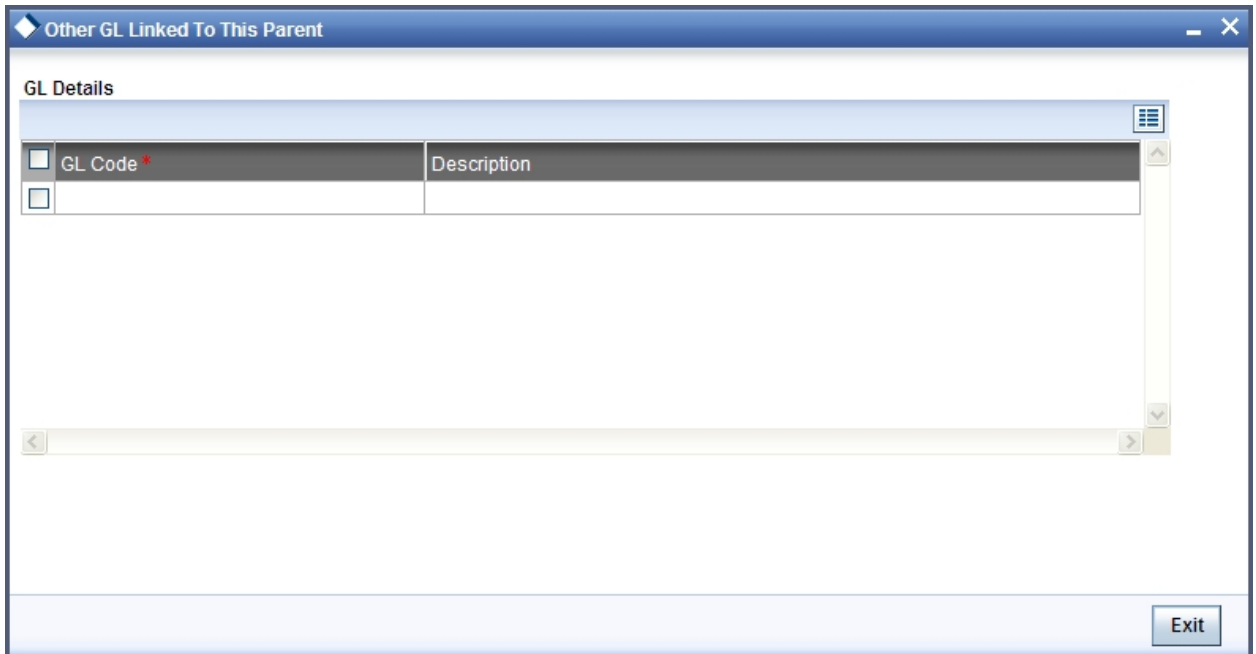 Other GL Linked To This Parent
GL Details
GL Code * Description
Exit